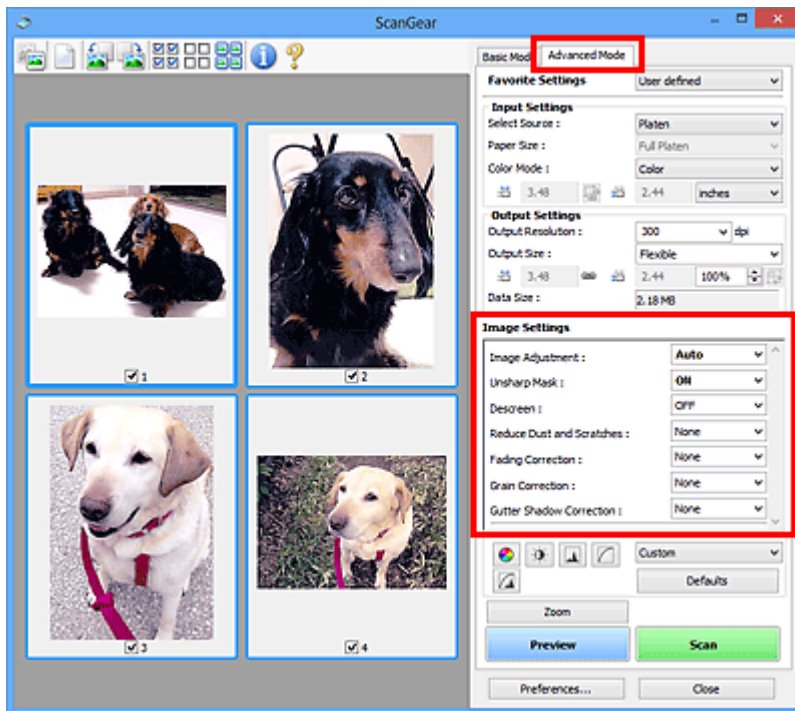 ScanGear
Basic Mode Advanced Mode
Favorite Settings User defined
Input Settings
Select Source : Platen
Paper Size : Full Platen
Color Mode : Color
3.48 2.44 inches
Output Settings
Output Resolution : 300 dpi
Output Size : Flexible
3.48 2.44 100%
Data Size : 2.18 MB
Image Settings
Image Adjustment : Auto
Unsharp Mask : ON
Descreen : OFF
Reduce Dust and Scratches : None
Fading Correction : None
Grain Correction : None
Gutter Shadow Correction : None
Custom
Defaults
Zoom
Preview Scan
Preferences... Close
1
2
3
4